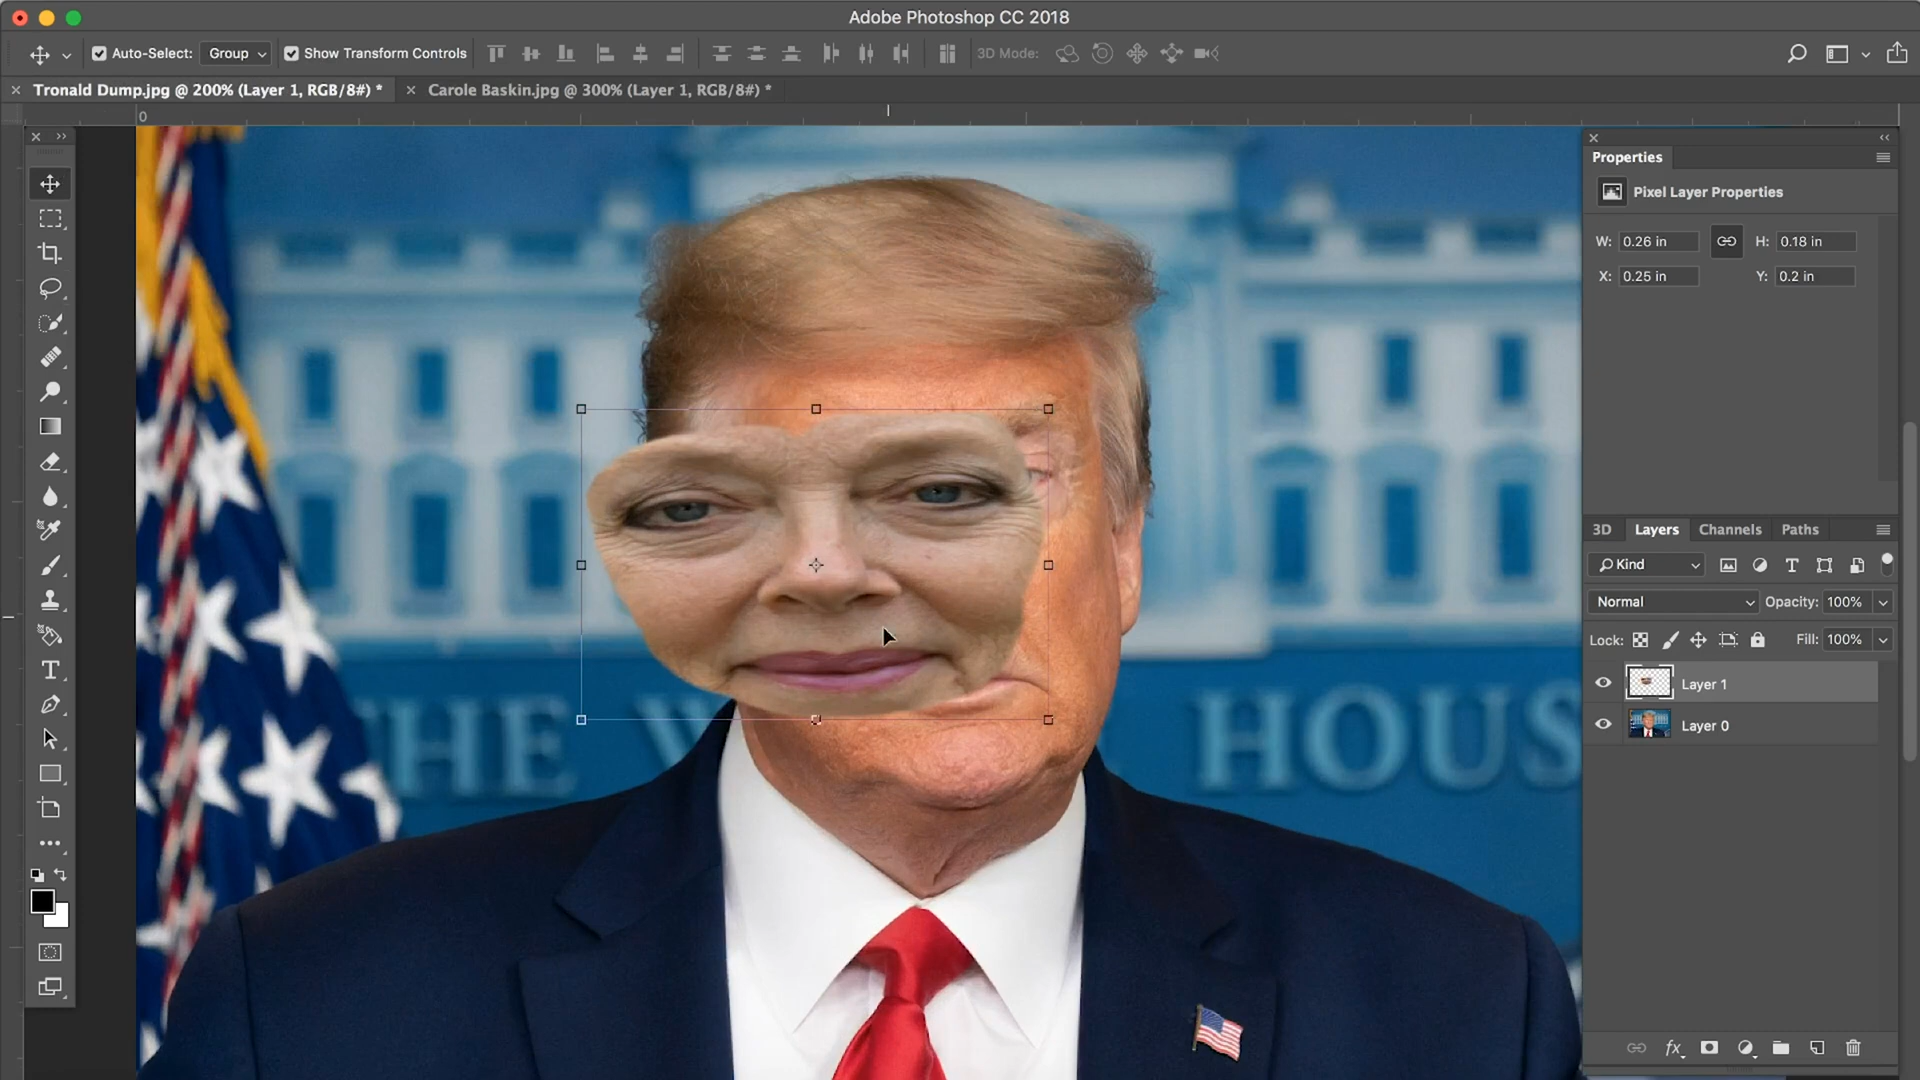 Adobe Photoshop CC 2018
Auto-Select: Group Show Transform Controls 3D Mode:
Tronald Dump.jpg @ 200% (Layer 1, RGB/8#) * Carole Baskin.jpg @ 300% (Layer 1, RGB/8#) *
0
Properties
Pixel Layer Properties
W: 0.26 in H: 0.18 in
X: 0.25 in Y: 0.2 in
3D Layers Channels Paths
Kind
Normal Opacity: 100%
Lock: Fill: 100%
Layer 1
Layer 0
HE W HOUS
fx